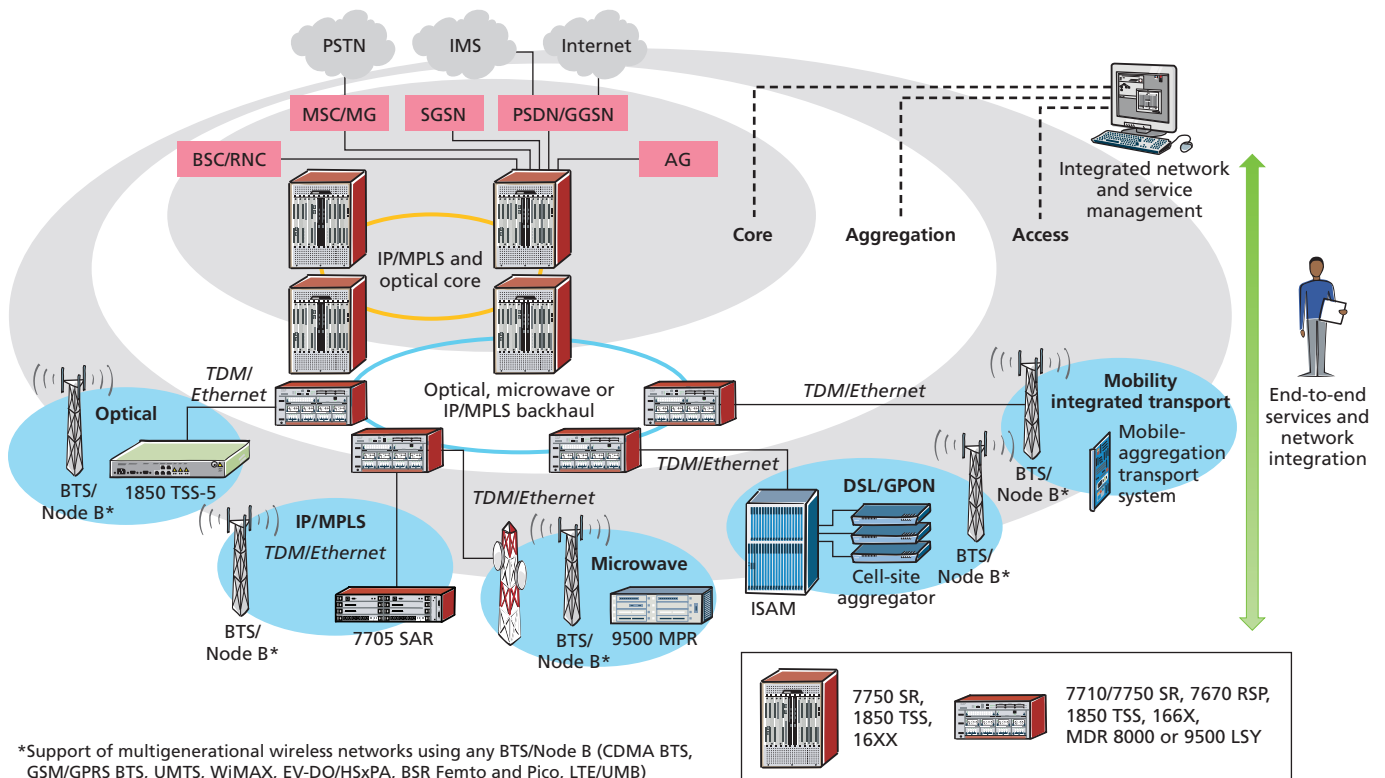 PSTN
IMS
Internet
MSC/MG
SGSN
PSDN/GGSN
BSC/RNC
AG
Integrated network
and service
management
Core
Aggregation
Access
IP/MPLS and
optical core
End-to-end
services and
network
integration
TDM/
Ethernet
Optical, microwave or
IP/MPLS backhaul
TDM/Ethernet
Mobility
integrated transport
Mobile-
aggregation
transport
system
BTS/
Node B*
Optical
1850 TSS-5
BTS/
Node B*
IP/MPLS
TDM/Ethernet
7705 SAR
BTS/
Node B*
TDM/Ethernet
Microwave
9500 MPR
BTS/
Node B*
TDM/Ethernet
DSL/GPON
Cell-site
aggregator
ISAM
BTS/
Node B*
7750 SR,
1850 TSS,
16XX
7710/7750 SR, 7670 RSP,
1850 TSS, 166X,
MDR 8000 or 9500 LSY
*Support of multigenerational wireless networks using any BTS/Node B (CDMA BTS,
GSM/GPRS BTS, UMTS, WiMAX, EV-DO/HSxPA, BSR Femto and Pico, LTE/UMB)